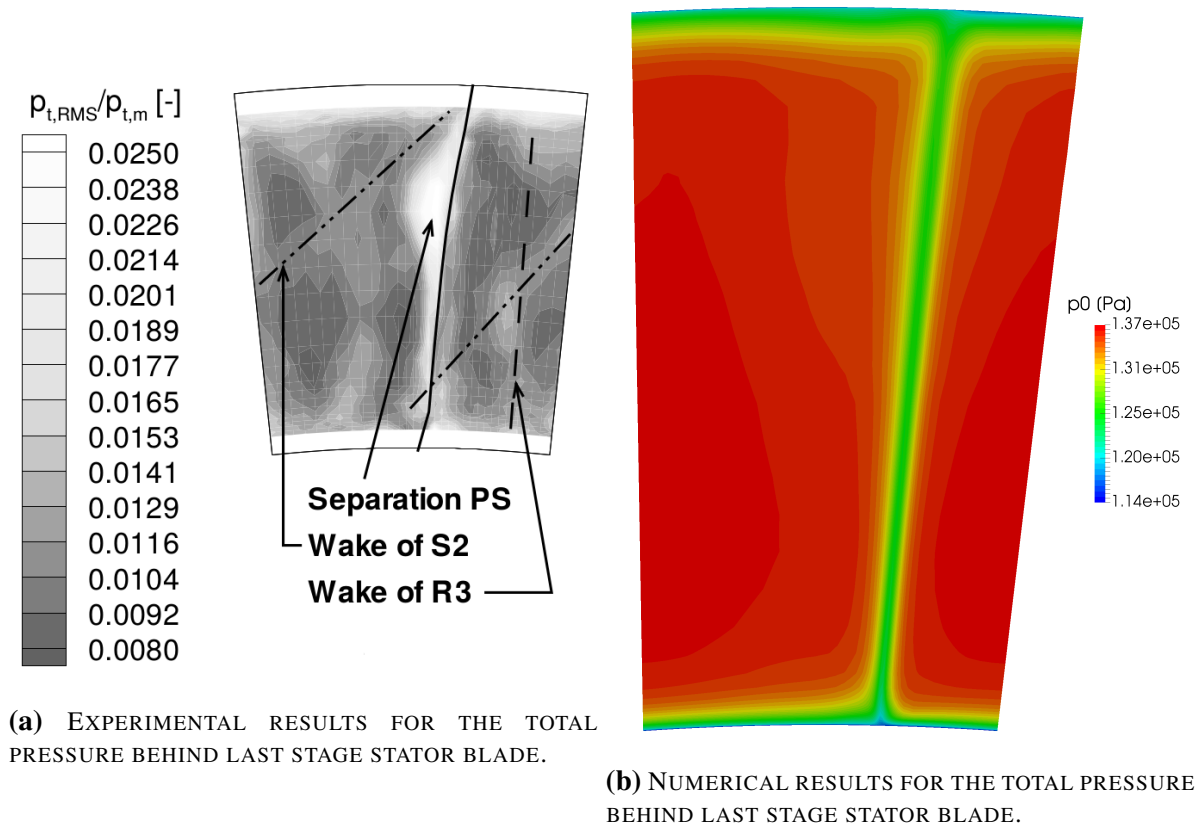 p_t,RMS/p_t,m [-]
0.0250
0.0238
0.0226
0.0214
0.0201
0.0189
0.0177
0.0165
0.0153
0.0141
0.0129
0.0116
0.0104
0.0092
0.0080
Separation PS
Wake of S2
Wake of R3
(a) EXPERIMENTAL RESULTS FOR THE TOTAL
PRESSURE BEHIND LAST STAGE STATOR BLADE.
p0 [Pa]
1.37e+05
1.31e+05
1.25e+05
1.20e+05
1.14e+05
(b) NUMERICAL RESULTS FOR THE TOTAL PRESSURE
BEHIND LAST STAGE STATOR BLADE.